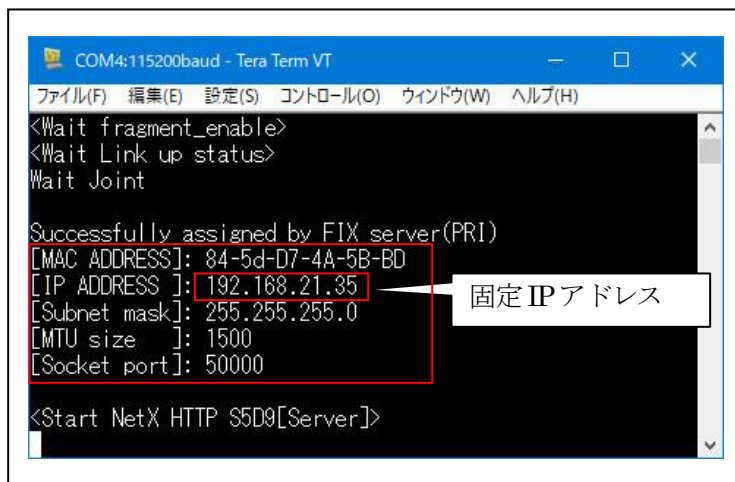 COM4:115200baud - Tera Term VT
ファイル(F) 編集(E) 設定(S) コントロール(O) ウィンドウ(W) ヘルプ(H)
<Wait fragment_enable>
<Wait Link up status>
Wait Joint
Successfully assigned by FIX server(PRI)
[MAC ADDRESS]: 84-5d-D7-4A-5B-BD
[IP ADDRESS ]: 192.168.21.35
固定IPアドレス
[Subnet mask]: 255.255.255.0
[MTU size   ]: 1500
[Socket port]: 50000
<Start NetX HTTP S5D9[Server]>